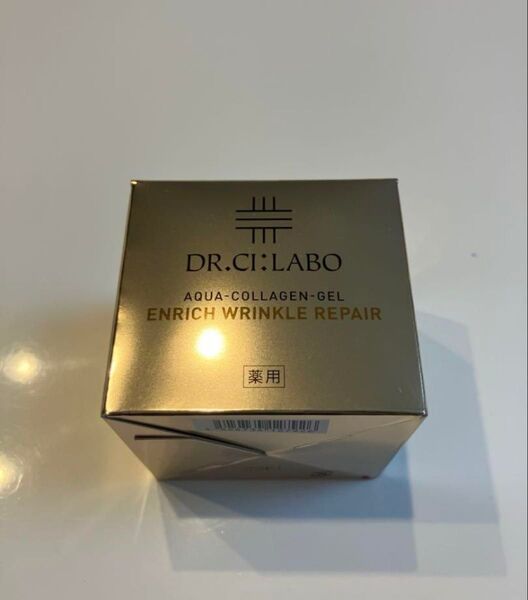 DR.CI:LABO
AQUA-COLLAGEN-GEL
ENRICH WRINKLE REPAIR
薬用